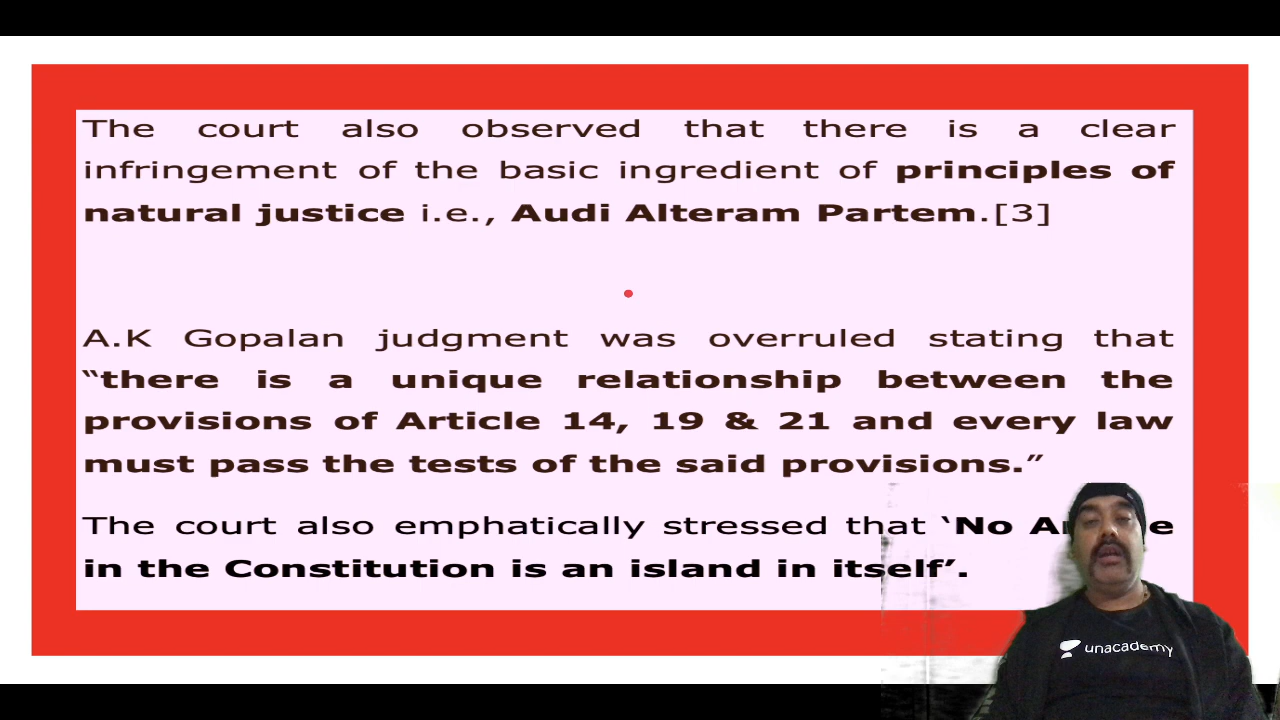 The court also observed that there is a clear
infringement of the basic ingredient of principles of
natural justice i.e., Audi Alteram Partem.[3]
A.K Gopalan judgment was overruled stating that
“there is a unique relationship between the
provisions of Article 14, 19 & 21 and every law
must pass the tests of the said provisions.”
The court also emphatically stressed that ‘No
in the Constitution is an island in itself’.
unacademy